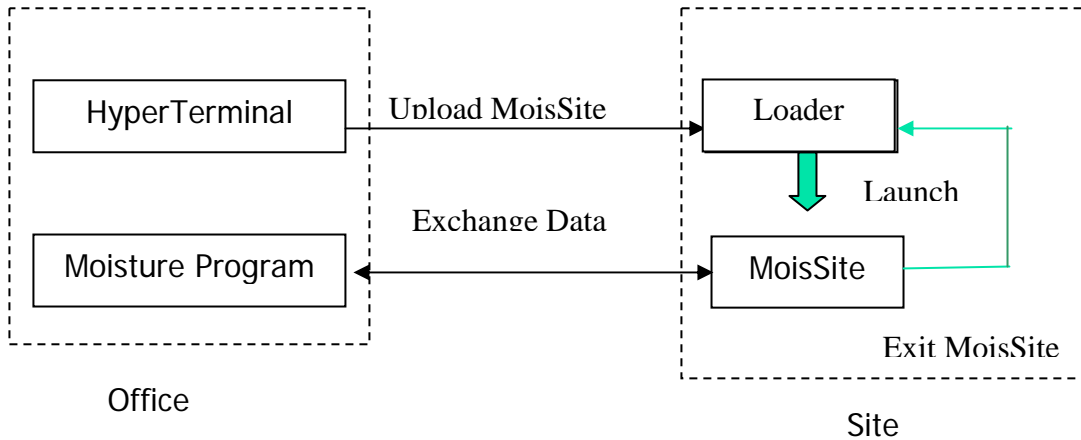 HyperTerminal
Upload MoisSite
Loader
Launch
Exchange Data
Moisture Program
MoisSite
Exit MoisSite
Office
Site